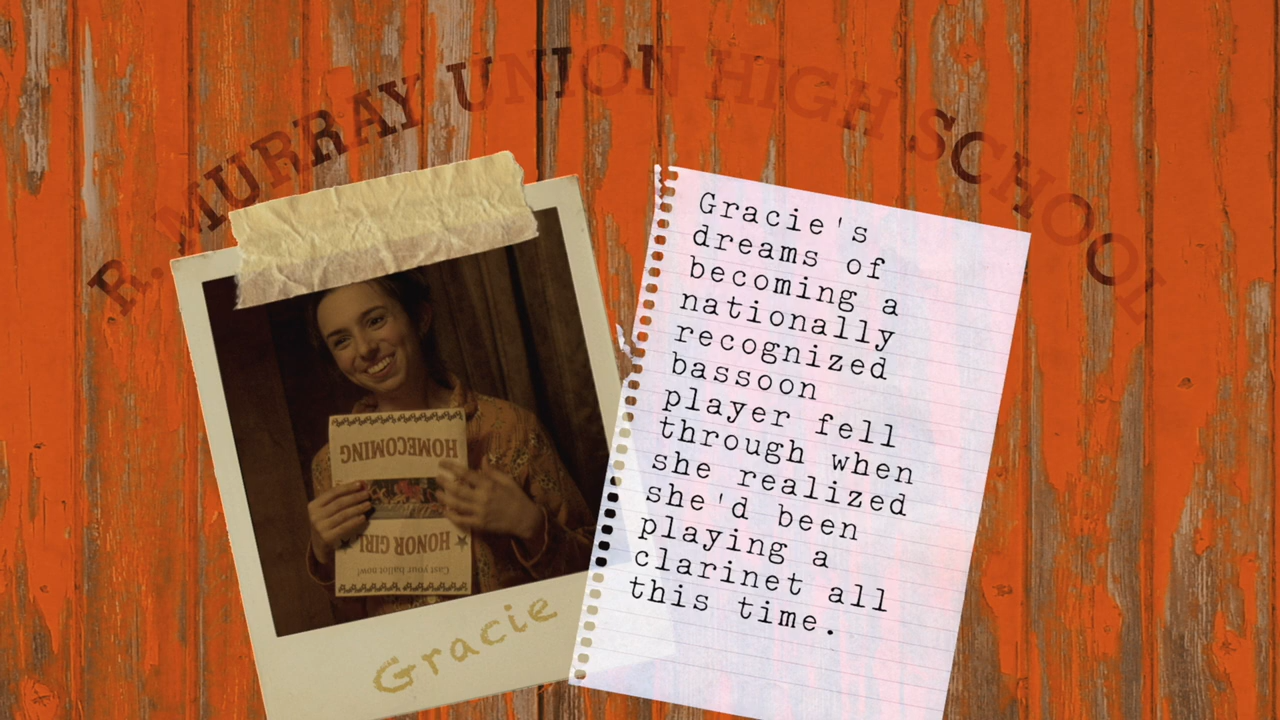 R. MURRAY UNION HIGH SCHOOL
HOMECOMING
HONOR GIRL
Cast your ballot now!
Gracie
Gracie's
dreams of
becoming a
nationally
recognized
bassoon
player fell
through when
she realized
she'd been
playing a
clarinet all
this time.